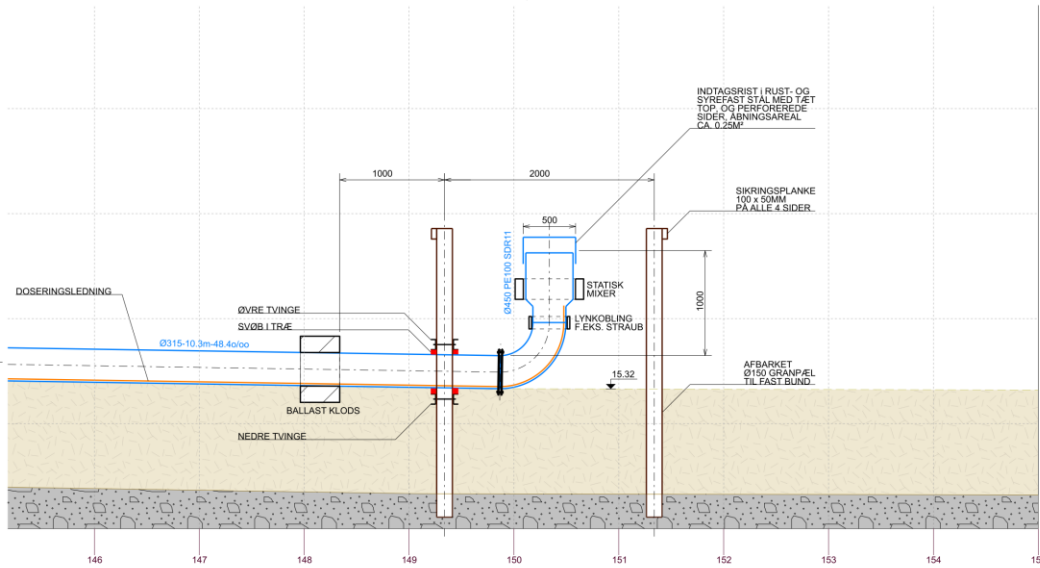 INDTAGSRIST i RUST- OG
SYREFAST STÅL MED TÆT
TOP, OG PERFOREREDE
SIDER, ÅBNINGSAREAL
CA. 0.25M²
1000
2000
SIKRINGSPLANKE
100 x 50MM
PÅ ALLE 4 SIDER
500
Ø450 PE100 SDR11
STATISK
MIXER
1000
DOSERINGSLEDNING
ØVRE TVINGE
SVØB I TRÆ
LYNKOBLING
F.EKS. STRAUB
Ø315-10.3m-48.4o/oo
15.32
AFBARKET
Ø150 GRANPÆL
TIL FAST BUND
BALLAST KLODS
NEDRE TVINGE
146
147
148
149
150
151
152
153
154